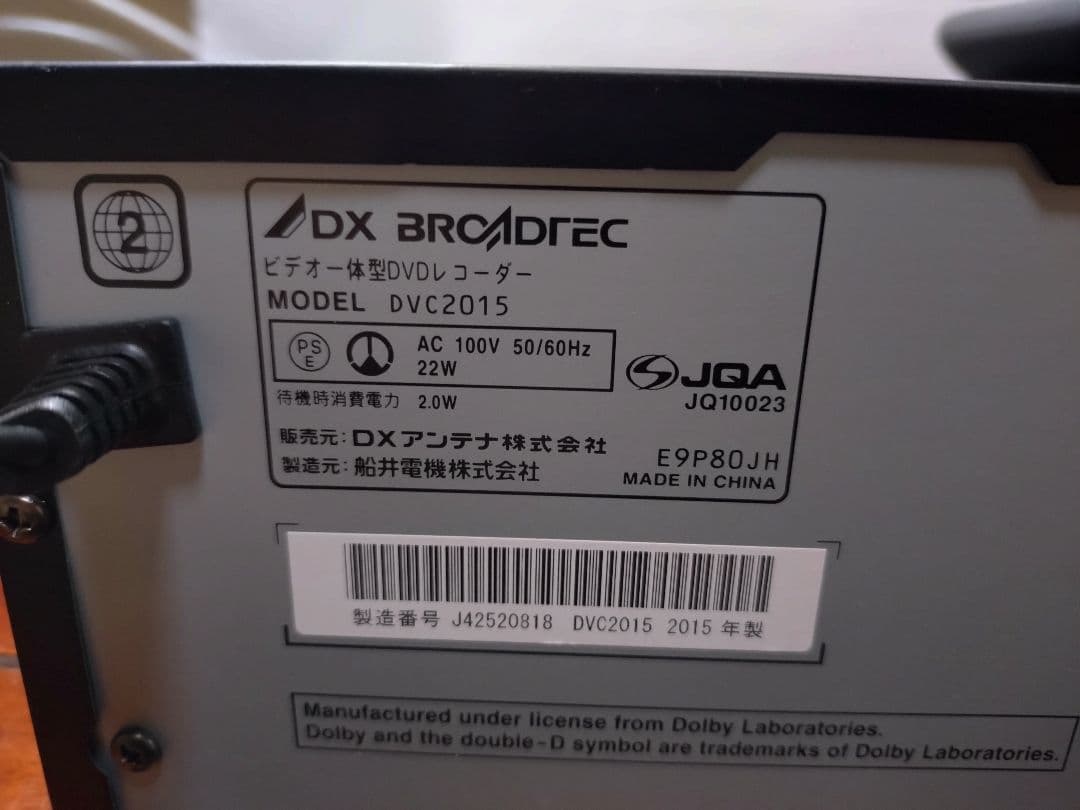 2
DX BROADTEC
ビデオ一体型DVDレコーダー
MODEL DVC2015
PS E
AC 100V 50/60Hz
22W
待機時消費電力 2.0W
JQA
JQ10023
販売元: DXアンテナ株式会社
製造元: 船井電機株式会社
E9P80JH
MADE IN CHINA
製造番号 J42520818 DVC2015 2015年製
Manufactured under license from Dolby Laboratories.
Dolby and the double-D symbol are trademarks of Dolby Laboratories.